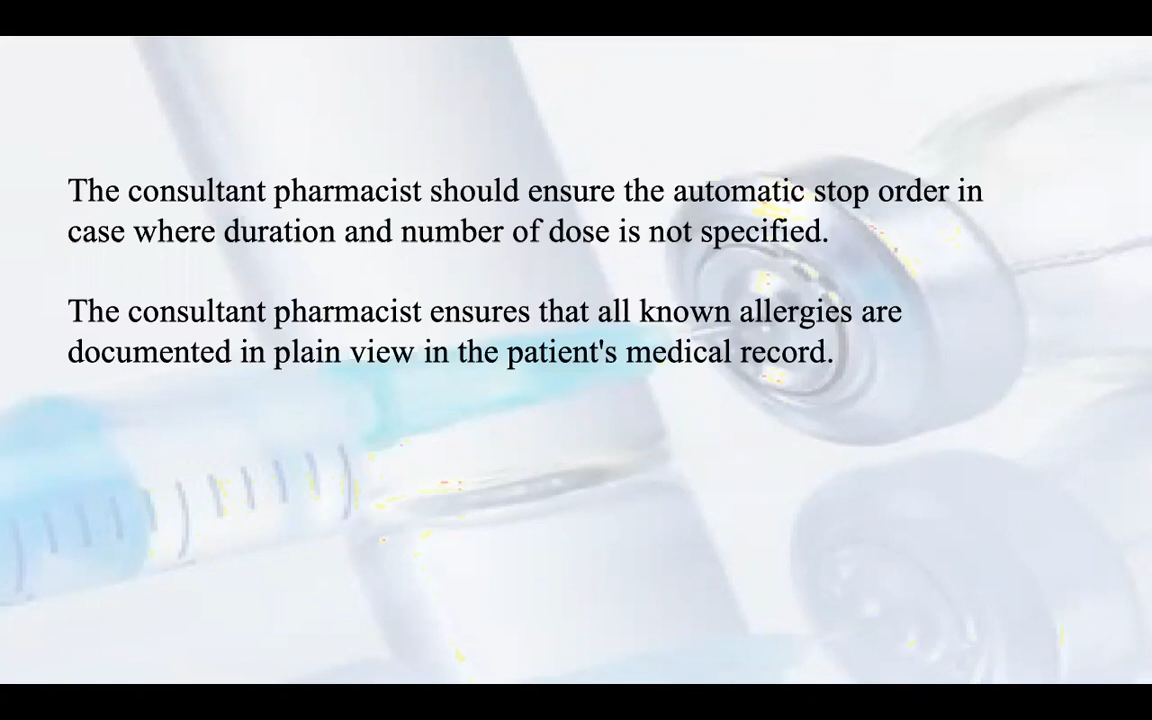 The consultant pharmacist should ensure the automatic stop order in
case where duration and number of dose is not specified.
The consultant pharmacist ensures that all known allergies are
documented in plain view in the patient's medical record.